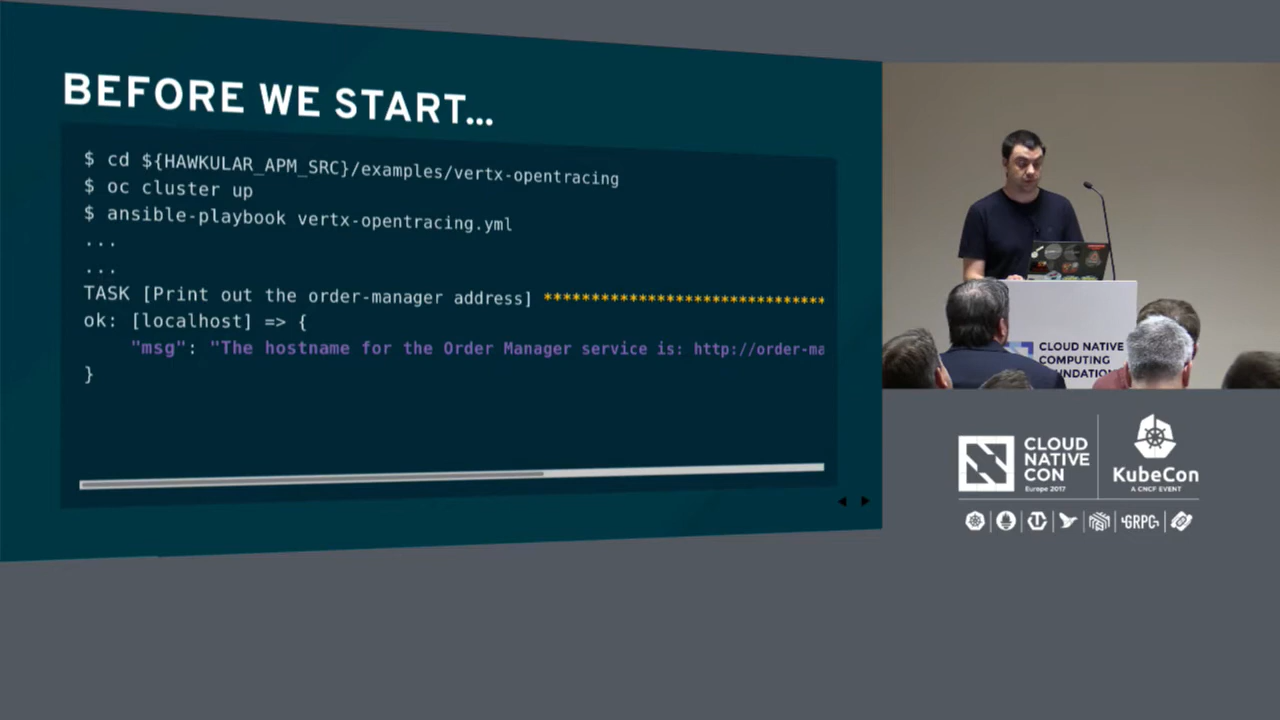 BEFORE WE START...
$ cd ${HAWKULAR_APM_SRC}/examples/vertx-opentracing
$ oc cluster up
$ ansible-playbook vertx-opentracing.yml
...
...
TASK [Print out the order-manager address] *****************************
ok: [localhost] => {
"msg": "The hostname for the Order Manager service is: http://order-ma
}
CLOUD NATIVE
COMPUTING
UNDATION
CLOUD
NATIVE
CON
Europe 2017
KubeCon
A CNCF EVENT
GRPC